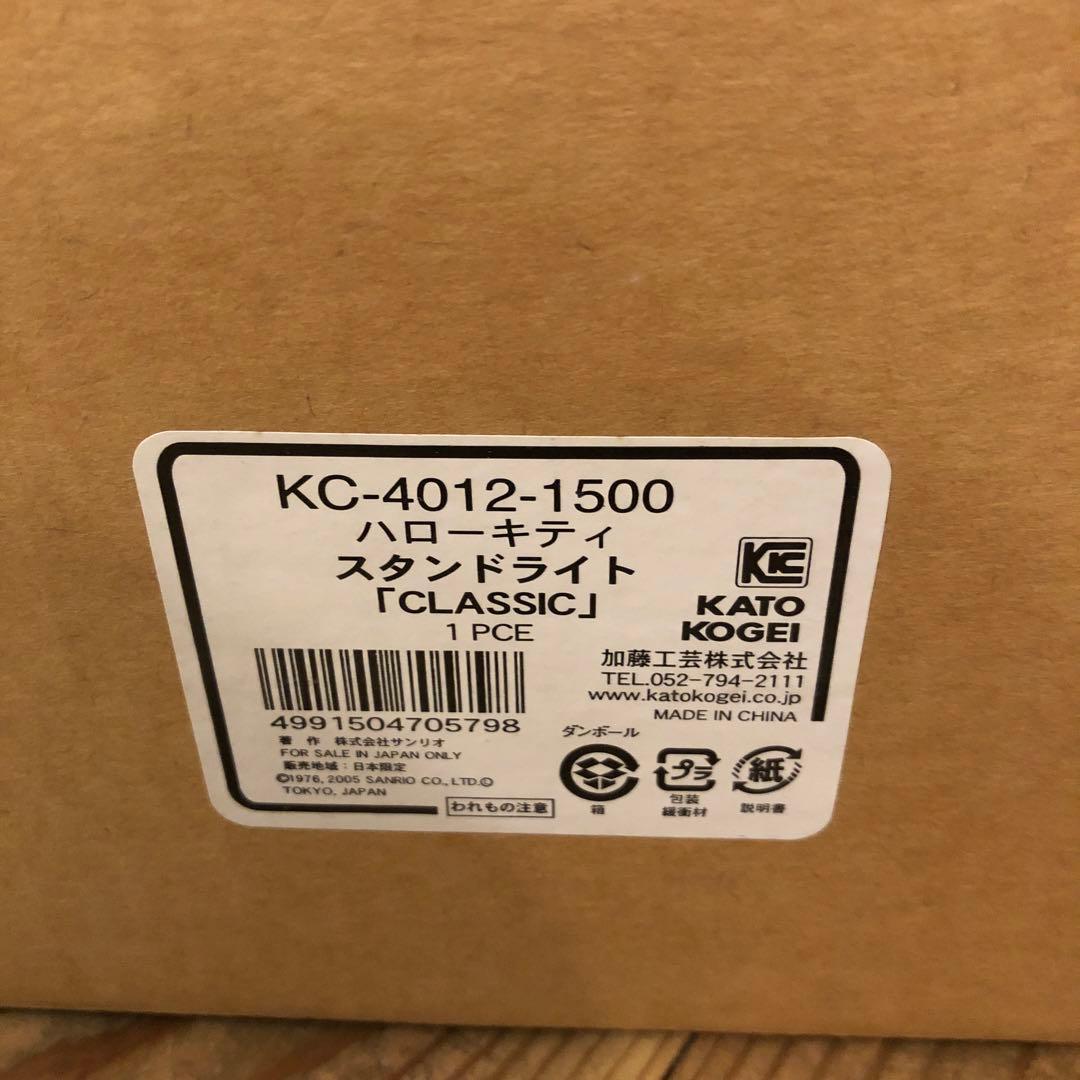 KC-4012-1500
ハローキティ
スタンドライト
「CLASSIC」
1 PCE
KC
KATO
KOGEI
加藤工芸株式会社
TEL.052-794-2111
www.katokogei.co.jp
MADE IN CHINA
4991504705798
著 作 株式会社サンリオ
FOR SALE IN JAPAN ONLY
販売地域:日本限定
©1976, 2005 SANRIO CO., LTD.Ⓒ
TOKYO, JAPAN
われもの注意
ダンボール
箱
プラ
包装
緩衝材
紙
説明書